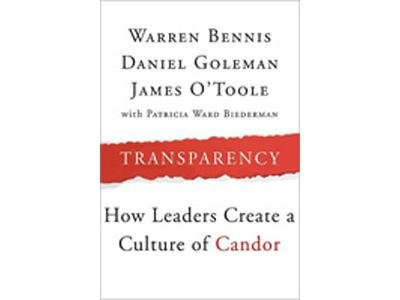 WARREN BENNIS
DANIEL GOLEMAN
JAMES O'TOOLE
with PATRICIA WARD BIEDERMAN
TRANSPARENCY
How Leaders Create a
Culture of Candor